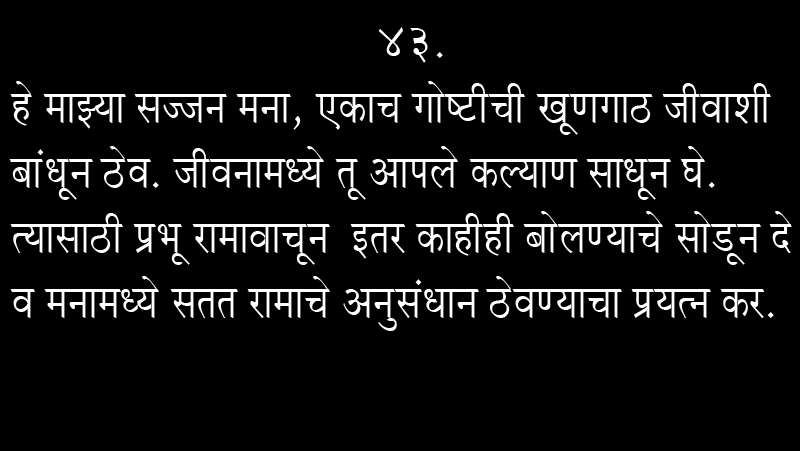 ४३.
हे माझ्या सज्जन मना, एकाच गोष्टीची खूणगाठ जीवाशी
बांधून ठेव. जीवनामध्ये तू आपले कल्याण साधून घे.
त्यासाठी प्रभू रामावाचून इतर काहीही बोलण्याचे सोडून दे
व मनामध्ये सतत रामाचे अनुसंधान ठेवण्याचा प्रयत्न कर.